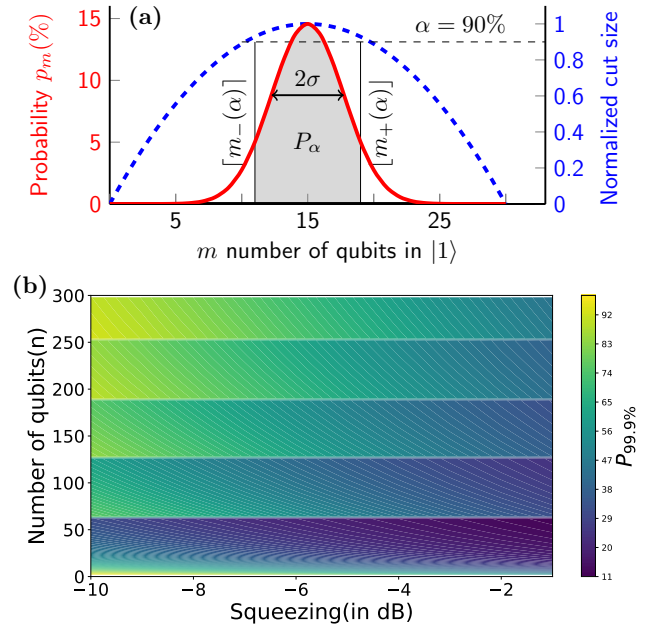 (a)
α = 90%
Probability p_m(%)
15
10
5
0
⌈m_−(α)⌉
2σ
P_α
⌈m_+(α)⌉
1
0.8
0.6
0.4
0.2
0
Normalized cut size
5 15 25
m number of qubits in |1⟩
(b)
Number of qubits(n)
300
250
200
150
100
50
0
−10 −8 −6 −4 −2
Squeezing(in dB)
92
83
74
65
56
47
38
29
20
11
P_99.9%